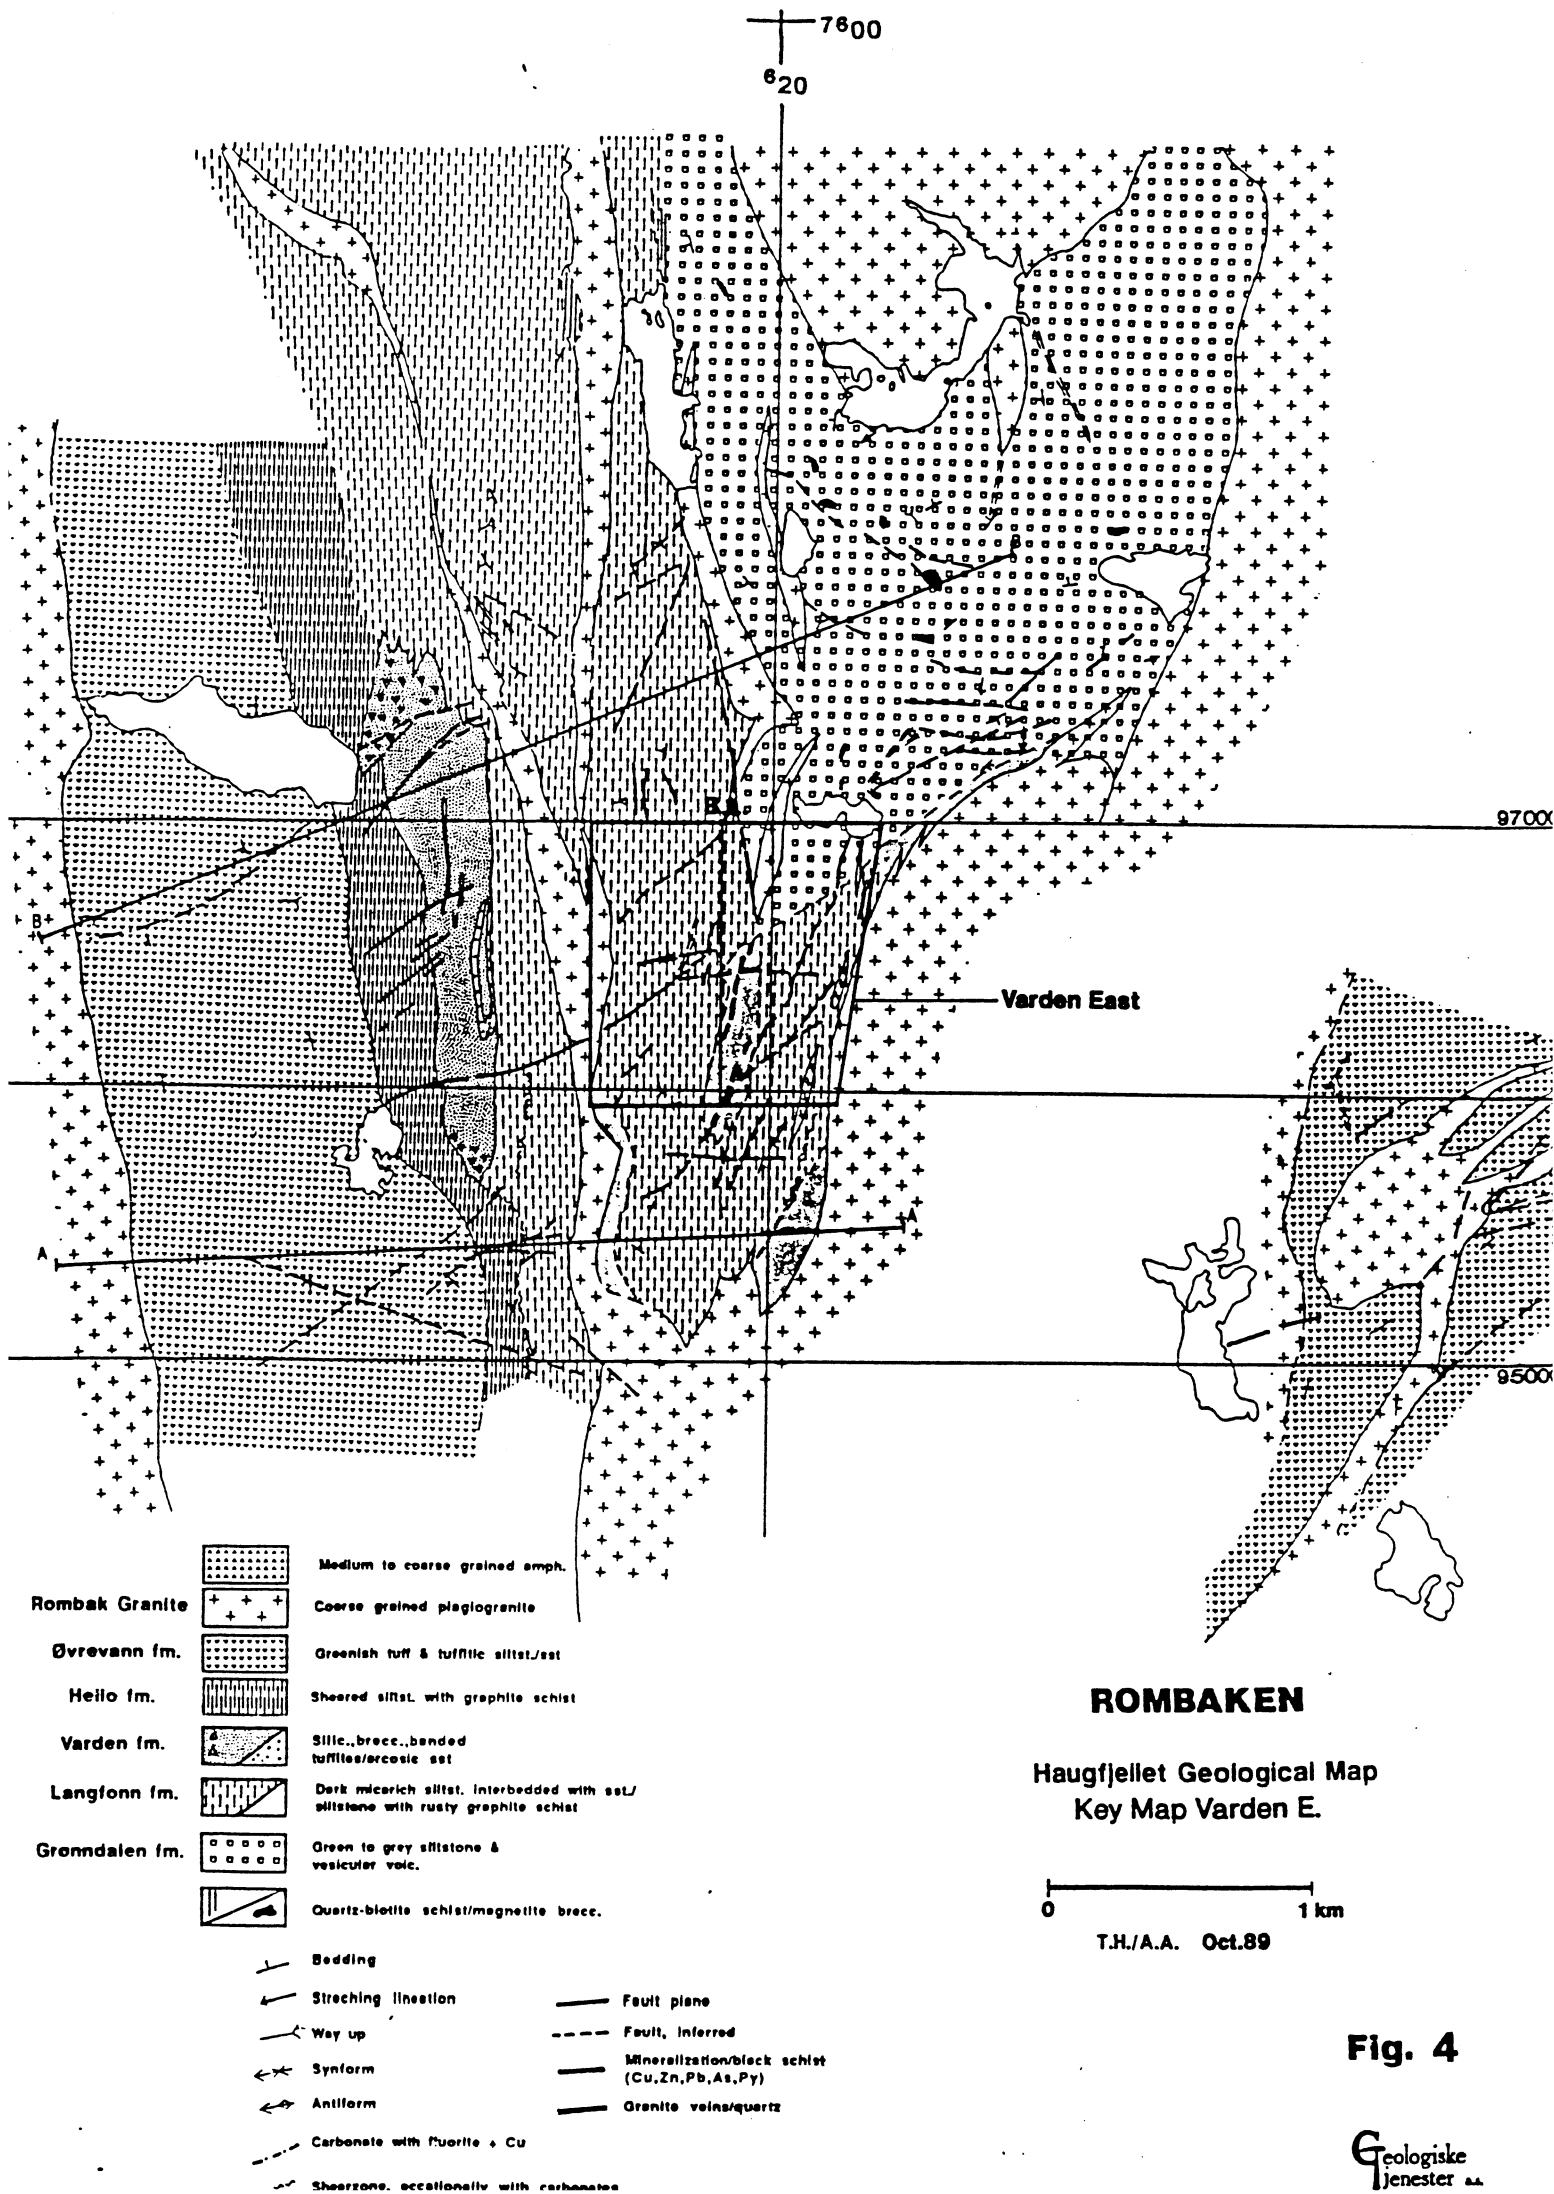 7600
620
97000
B
Varden East
A
A
95000
Medium to coarse grained amph.
Rombak Granite
Coarse grained plagiogranite
Øvrevann fm.
Greenish tuff & tuffitic siltst./sst
Heilo fm.
Sheared siltst. with graphite schist
Varden fm.
Silic., brecc., banded
tuffites/arcosic sst
Langfonn fm.
Dark micarich siltst. interbedded with sst./
siltstone with rusty graphite schist
Grønndalen fm.
Green to grey siltstone &
vesicular volc.
Quartz-biotite schist/magnetite brecc.
Bedding
Streching lineation
Way up
Synform
Antiform
Carbonate with fluorite + Cu
Shearzone, occationally with carbonates
Fault plane
Fault, inferred
Mineralization/black schist
(Cu,Zn,Pb,As,Py)
Granite veins/quartz
ROMBAKEN
Haugfjellet Geological Map
Key Map Varden E.
0 1 km
T.H./A.A. Oct.89
Fig. 4
Geologiske
Tjenester a.s.